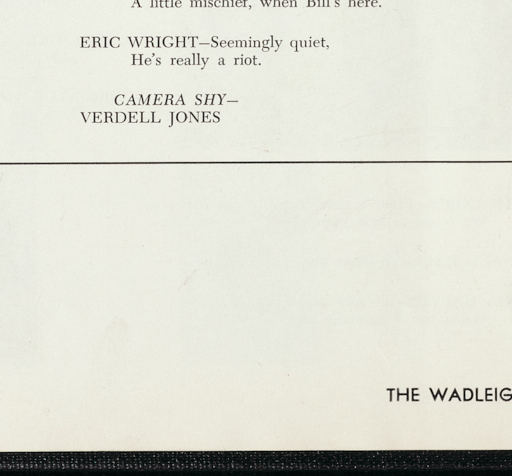 A little mischief, when Bill's here.
ERIC WRIGHT—Seemingly quiet,
He's really a riot.
CAMERA SHY—
VERDELL JONES
THE WADLEIG